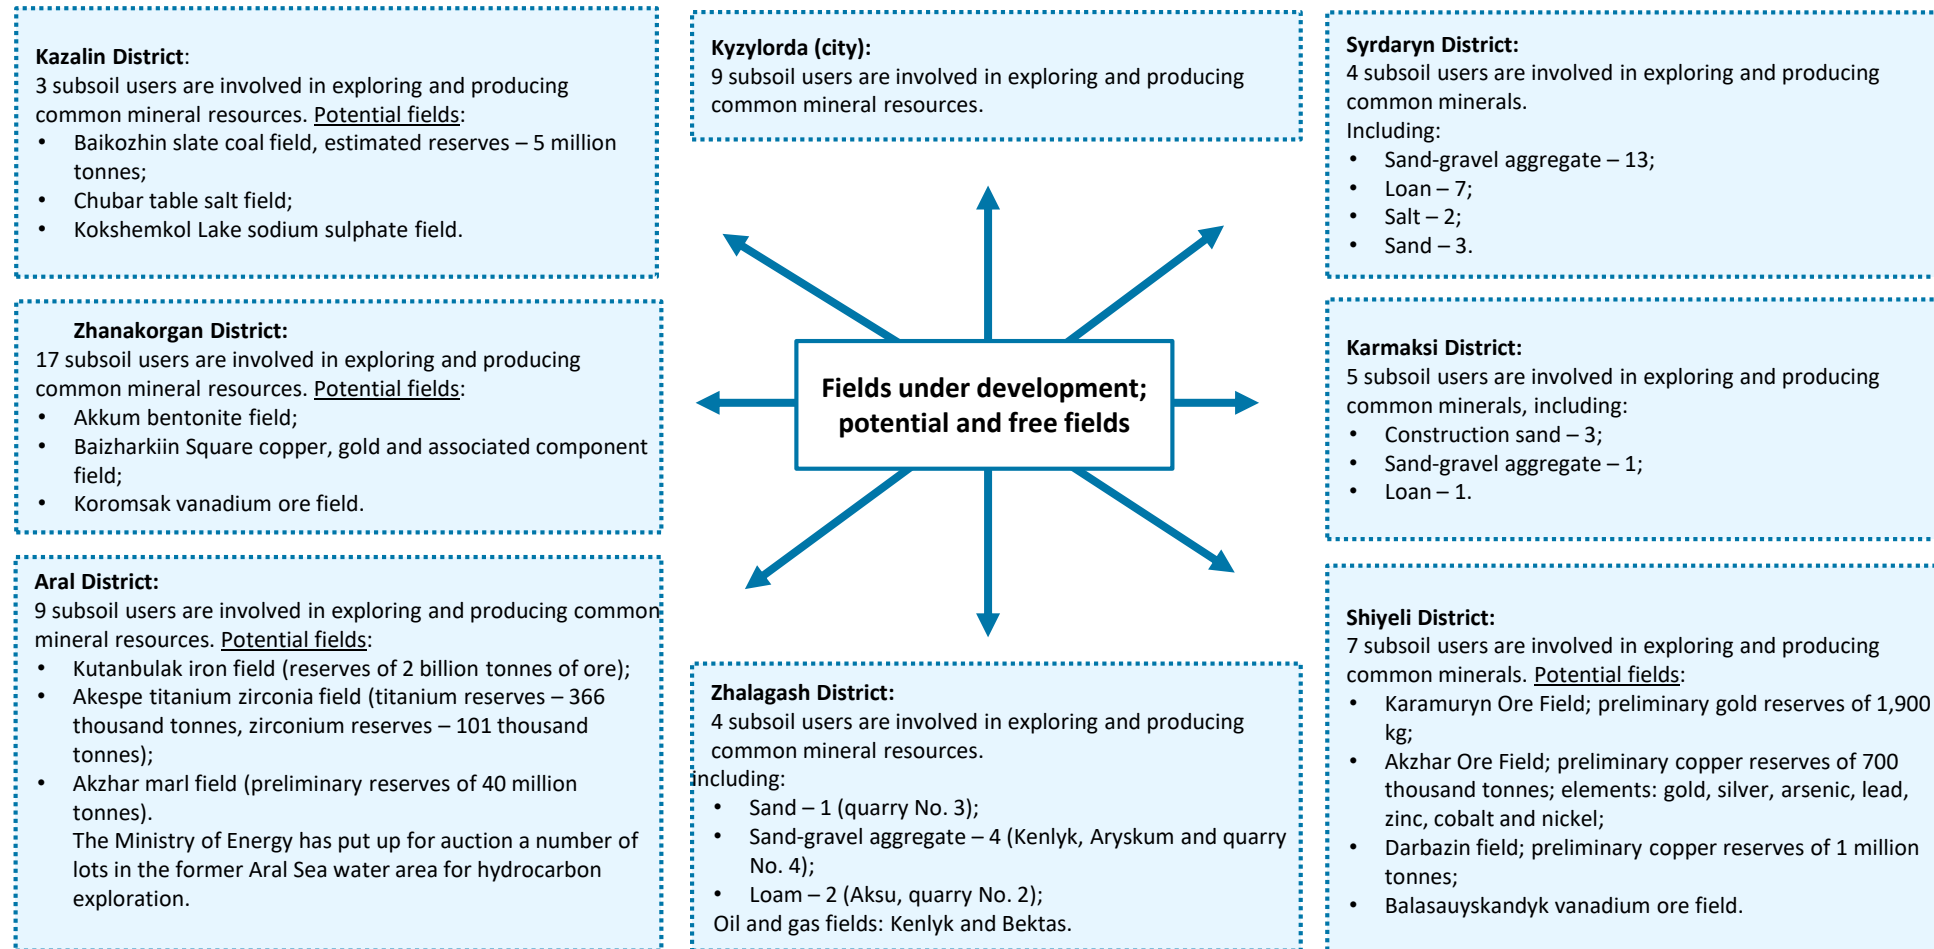 Kazalin District:
3 subsoil users are involved in exploring and producing
common mineral resources. Potential fields:
• Baikozhin slate coal field, estimated reserves – 5 million
tonnes;
• Chubar table salt field;
• Kokshemkol Lake sodium sulphate field.
Kyzylorda (city):
9 subsoil users are involved in exploring and producing
common mineral resources.
Syrdaryn District:
4 subsoil users are involved in exploring and producing
common minerals.
Including:
• Sand-gravel aggregate – 13;
• Loan – 7;
• Salt – 2;
• Sand – 3.
Zhanakorgan District:
17 subsoil users are involved in exploring and producing
common mineral resources. Potential fields:
• Akkum bentonite field;
• Baizharkiin Square copper, gold and associated component
field;
• Koromsak vanadium ore field.
Fields under development;
potential and free fields
Karmaksi District:
5 subsoil users are involved in exploring and producing
common minerals, including:
• Construction sand – 3;
• Sand-gravel aggregate – 1;
• Loan – 1.
Aral District:
9 subsoil users are involved in exploring and producing common
mineral resources. Potential fields:
• Kutanbulak iron field (reserves of 2 billion tonnes of ore);
• Akespe titanium zirconia field (titanium reserves – 366
thousand tonnes, zirconium reserves – 101 thousand
tonnes);
• Akzhar marl field (preliminary reserves of 40 million
tonnes).
The Ministry of Energy has put up for auction a number of
lots in the former Aral Sea water area for hydrocarbon
exploration.
Zhalagash District:
4 subsoil users are involved in exploring and producing
common mineral resources.
including:
• Sand – 1 (quarry No. 3);
• Sand-gravel aggregate – 4 (Kenlyk, Aryskum and quarry
No. 4);
• Loam – 2 (Aksu, quarry No. 2);
Oil and gas fields: Kenlyk and Bektas.
Shiyeli District:
7 subsoil users are involved in exploring and producing
common minerals. Potential fields:
• Karamuryn Ore Field; preliminary gold reserves of 1,900
kg;
• Akzhar Ore Field; preliminary copper reserves of 700
thousand tonnes; elements: gold, silver, arsenic, lead,
zinc, cobalt and nickel;
• Darbazin field; preliminary copper reserves of 1 million
tonnes;
• Balasauyskandyk vanadium ore field.